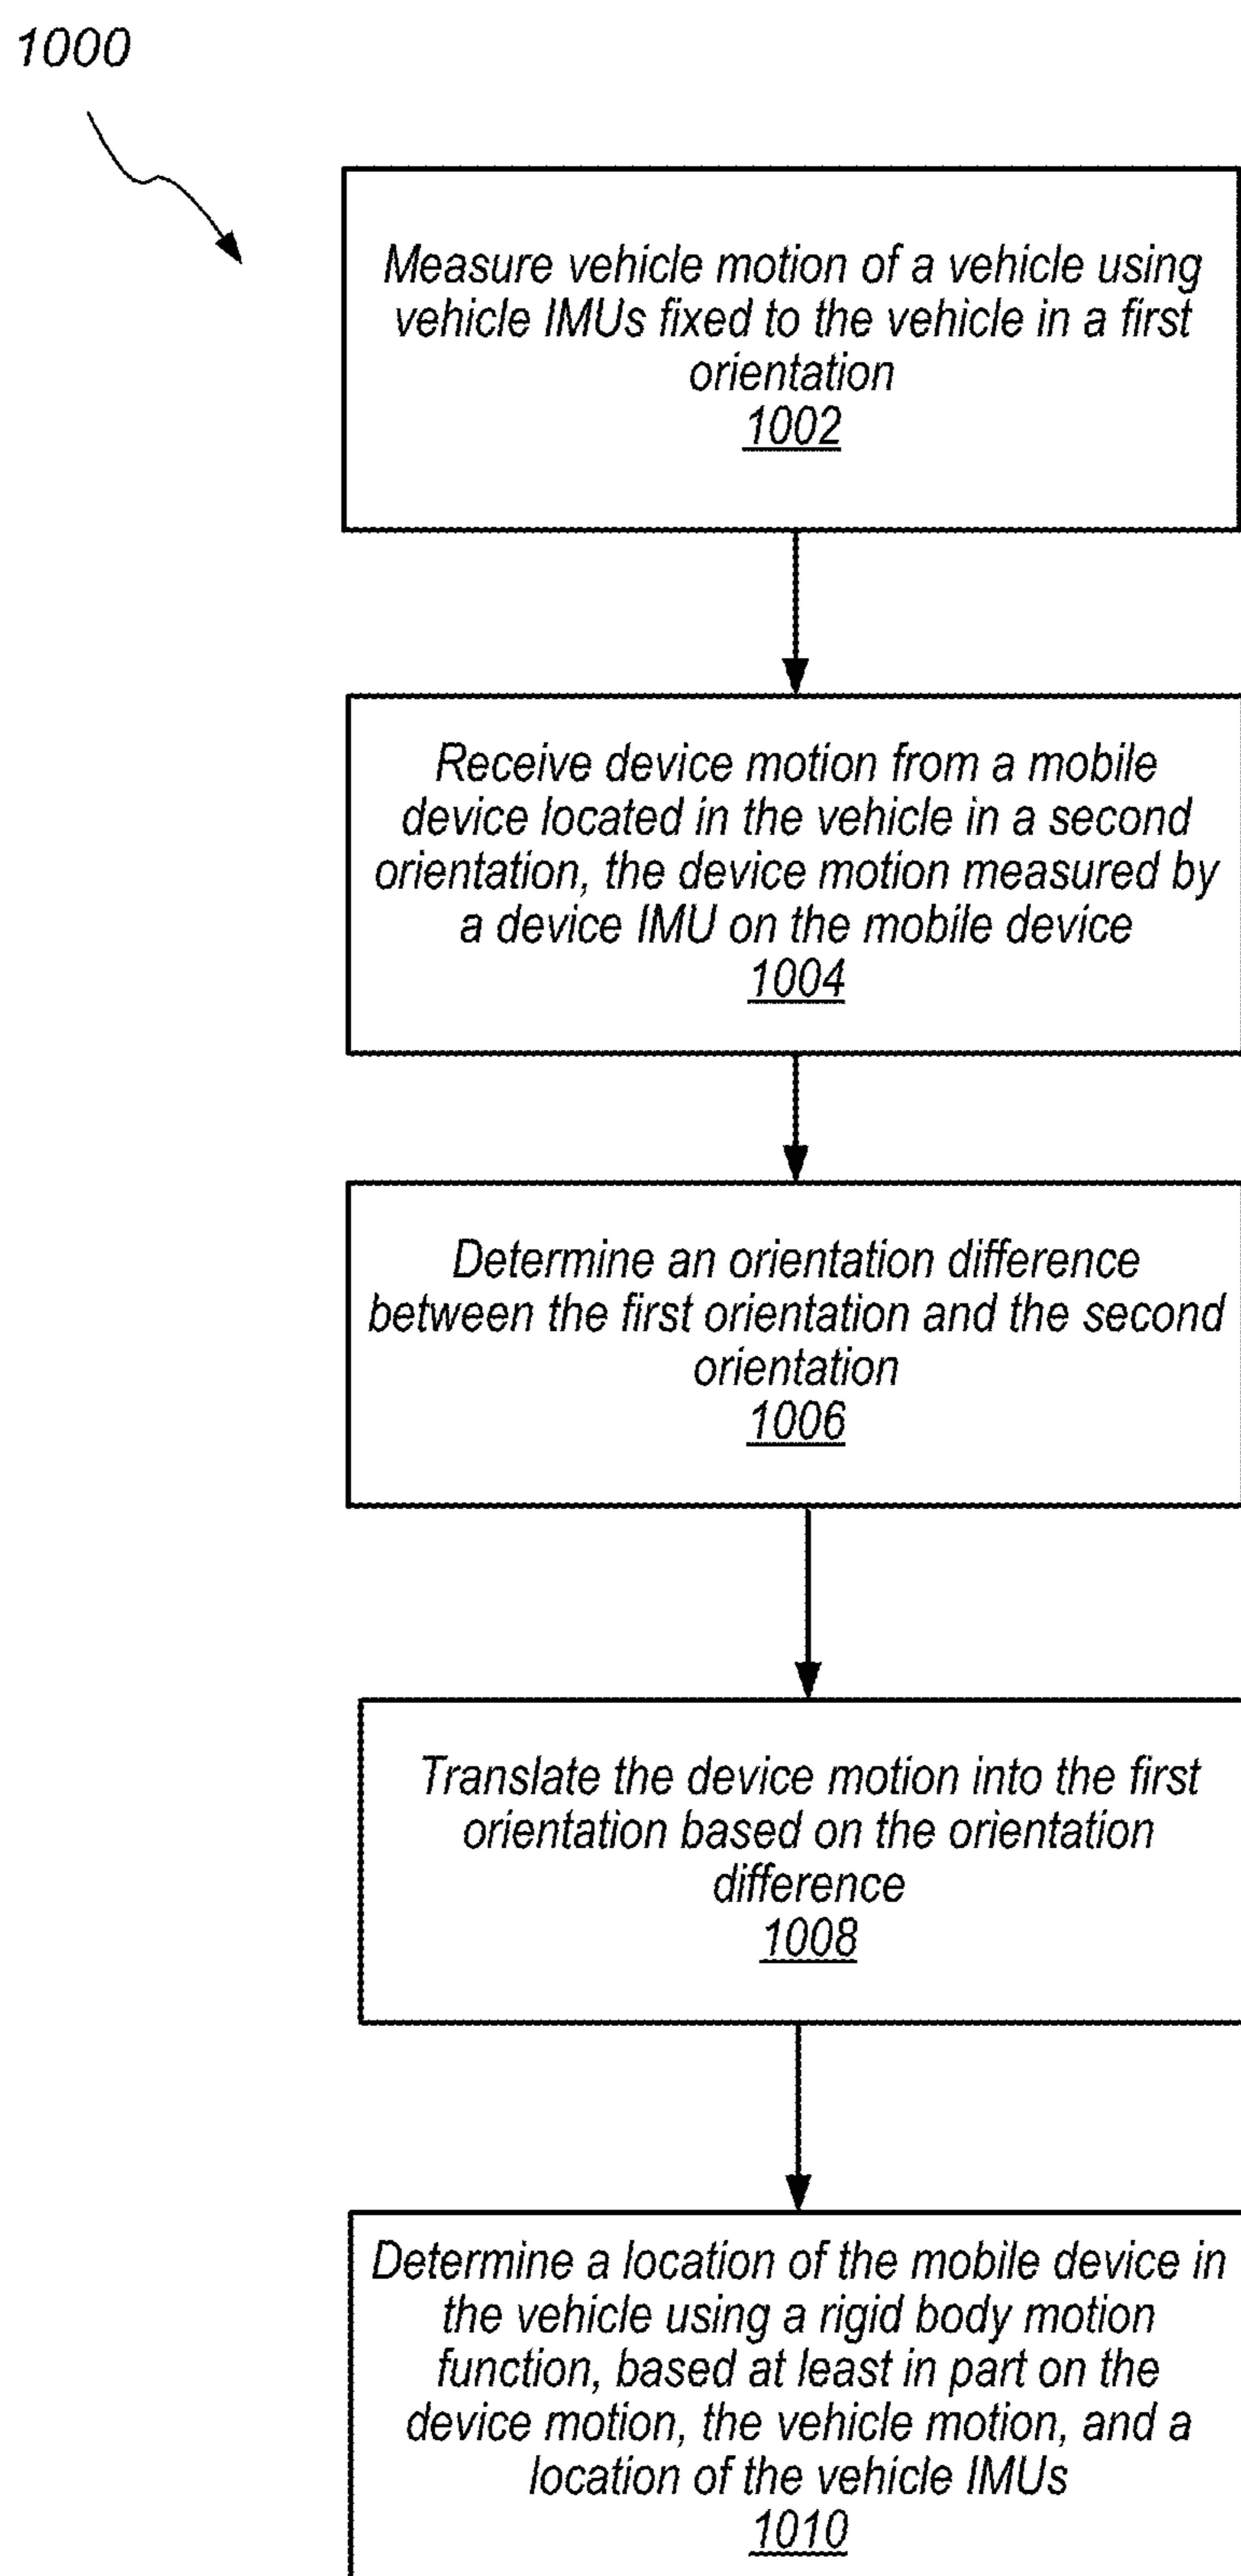 1000
Measure vehicle motion of a vehicle using
vehicle IMUs fixed to the vehicle in a first
orientation
1002
Receive device motion from a mobile
device located in the vehicle in a second
orientation, the device motion measured by
a device IMU on the mobile device
1004
Determine an orientation difference
between the first orientation and the second
orientation
1006
Translate the device motion into the first
orientation based on the orientation
difference
1008
Determine a location of the mobile device in
the vehicle using a rigid body motion
function, based at least in part on the
device motion, the vehicle motion, and a
location of the vehicle IMUs
1010